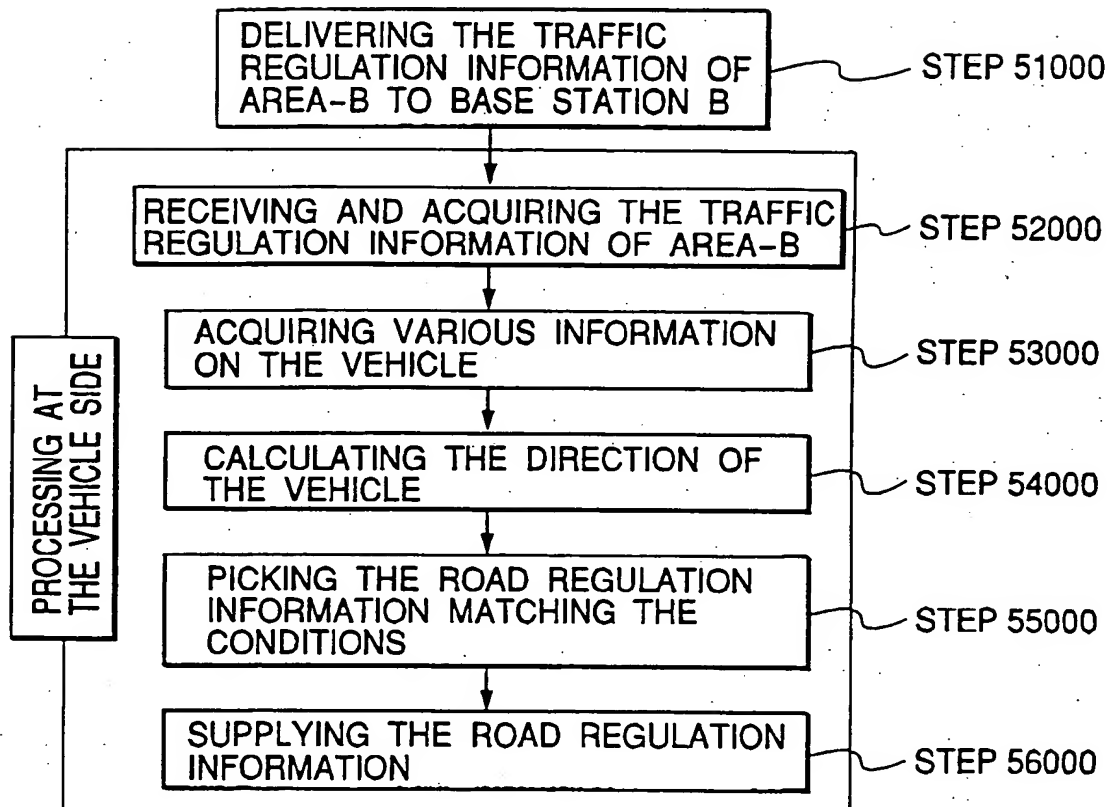 DELIVERING THE TRAFFIC
REGULATION INFORMATION OF
AREA-B TO BASE STATION B
STEP 51000
RECEIVING AND ACQUIRING THE TRAFFIC
REGULATION INFORMATION OF AREA-B
STEP 52000
ACQUIRING VARIOUS INFORMATION
ON THE VEHICLE
STEP 53000
PROCESSING AT
THE VEHICLE SIDE
CALCULATING THE DIRECTION OF
THE VEHICLE
STEP 54000
PICKING THE ROAD REGULATION
INFORMATION MATCHING THE
CONDITIONS
STEP 55000
SUPPLYING THE ROAD REGULATION
INFORMATION
STEP 56000